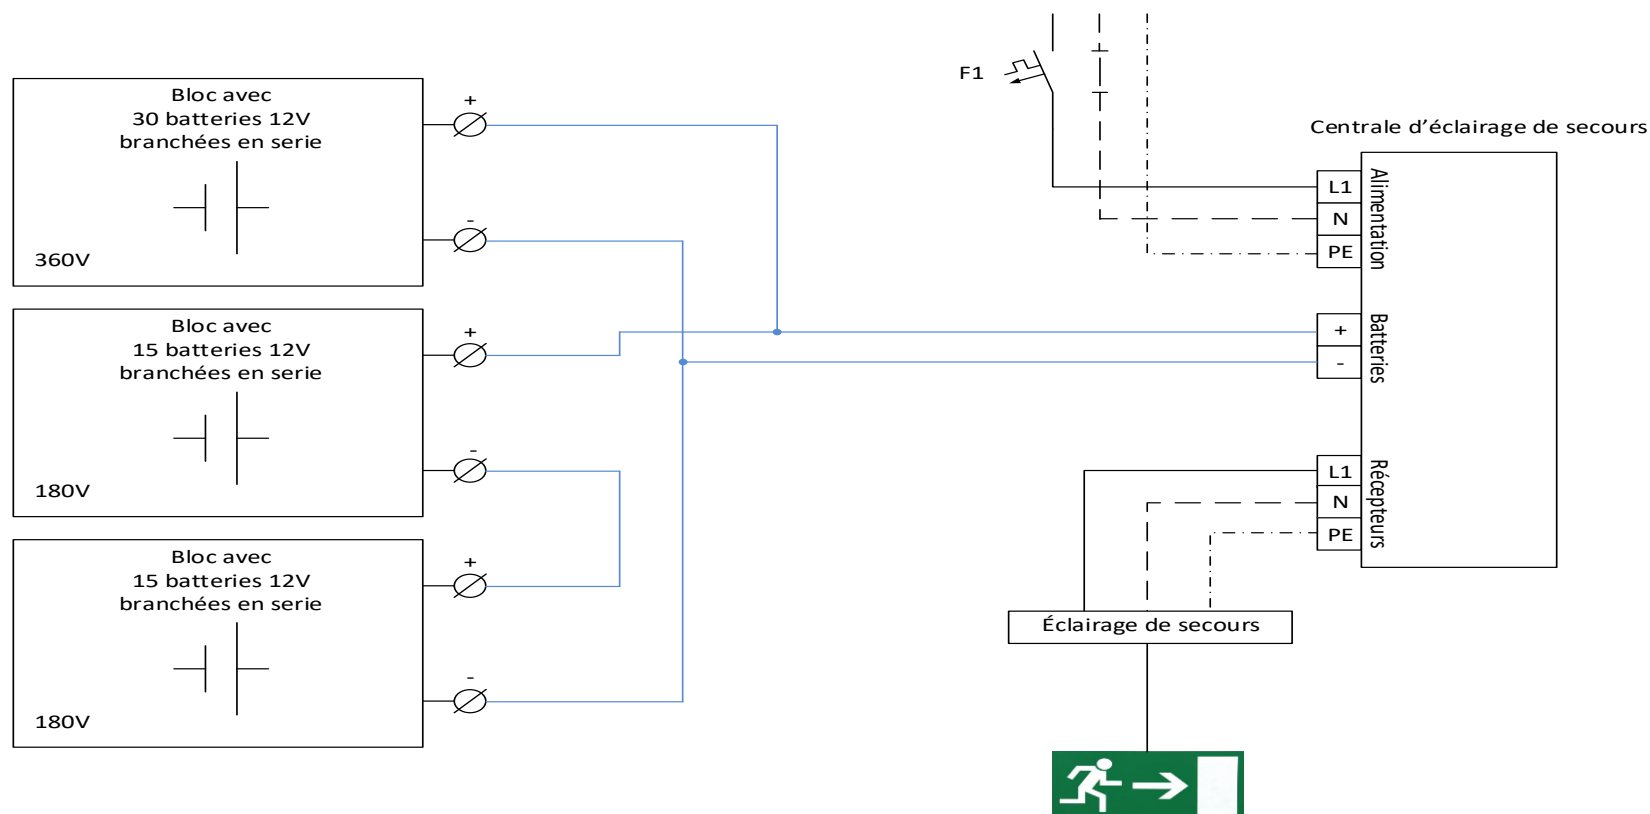 Bloc avec
30 batteries 12V
branchées en serie
360V
+
-
Bloc avec
15 batteries 12V
branchées en serie
180V
+
-
Bloc avec
15 batteries 12V
branchées en serie
180V
+
-
F1
Centrale d’éclairage de secours
L1
N
PE
Alimentation
+
-
Batteries
L1
N
PE
Récepteurs
Éclairage de secours